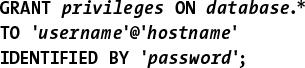 GRANT privileges ON database.*
TO 'username'@'hostname'
IDENTIFIED BY 'password';